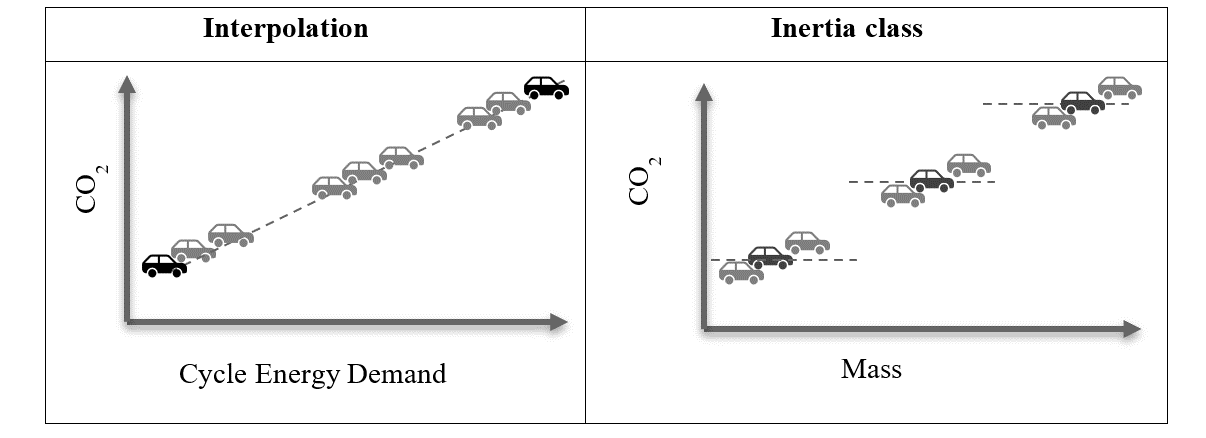 Interpolation
Inertia class
CO2
Cycle Energy Demand
CO2
Mass